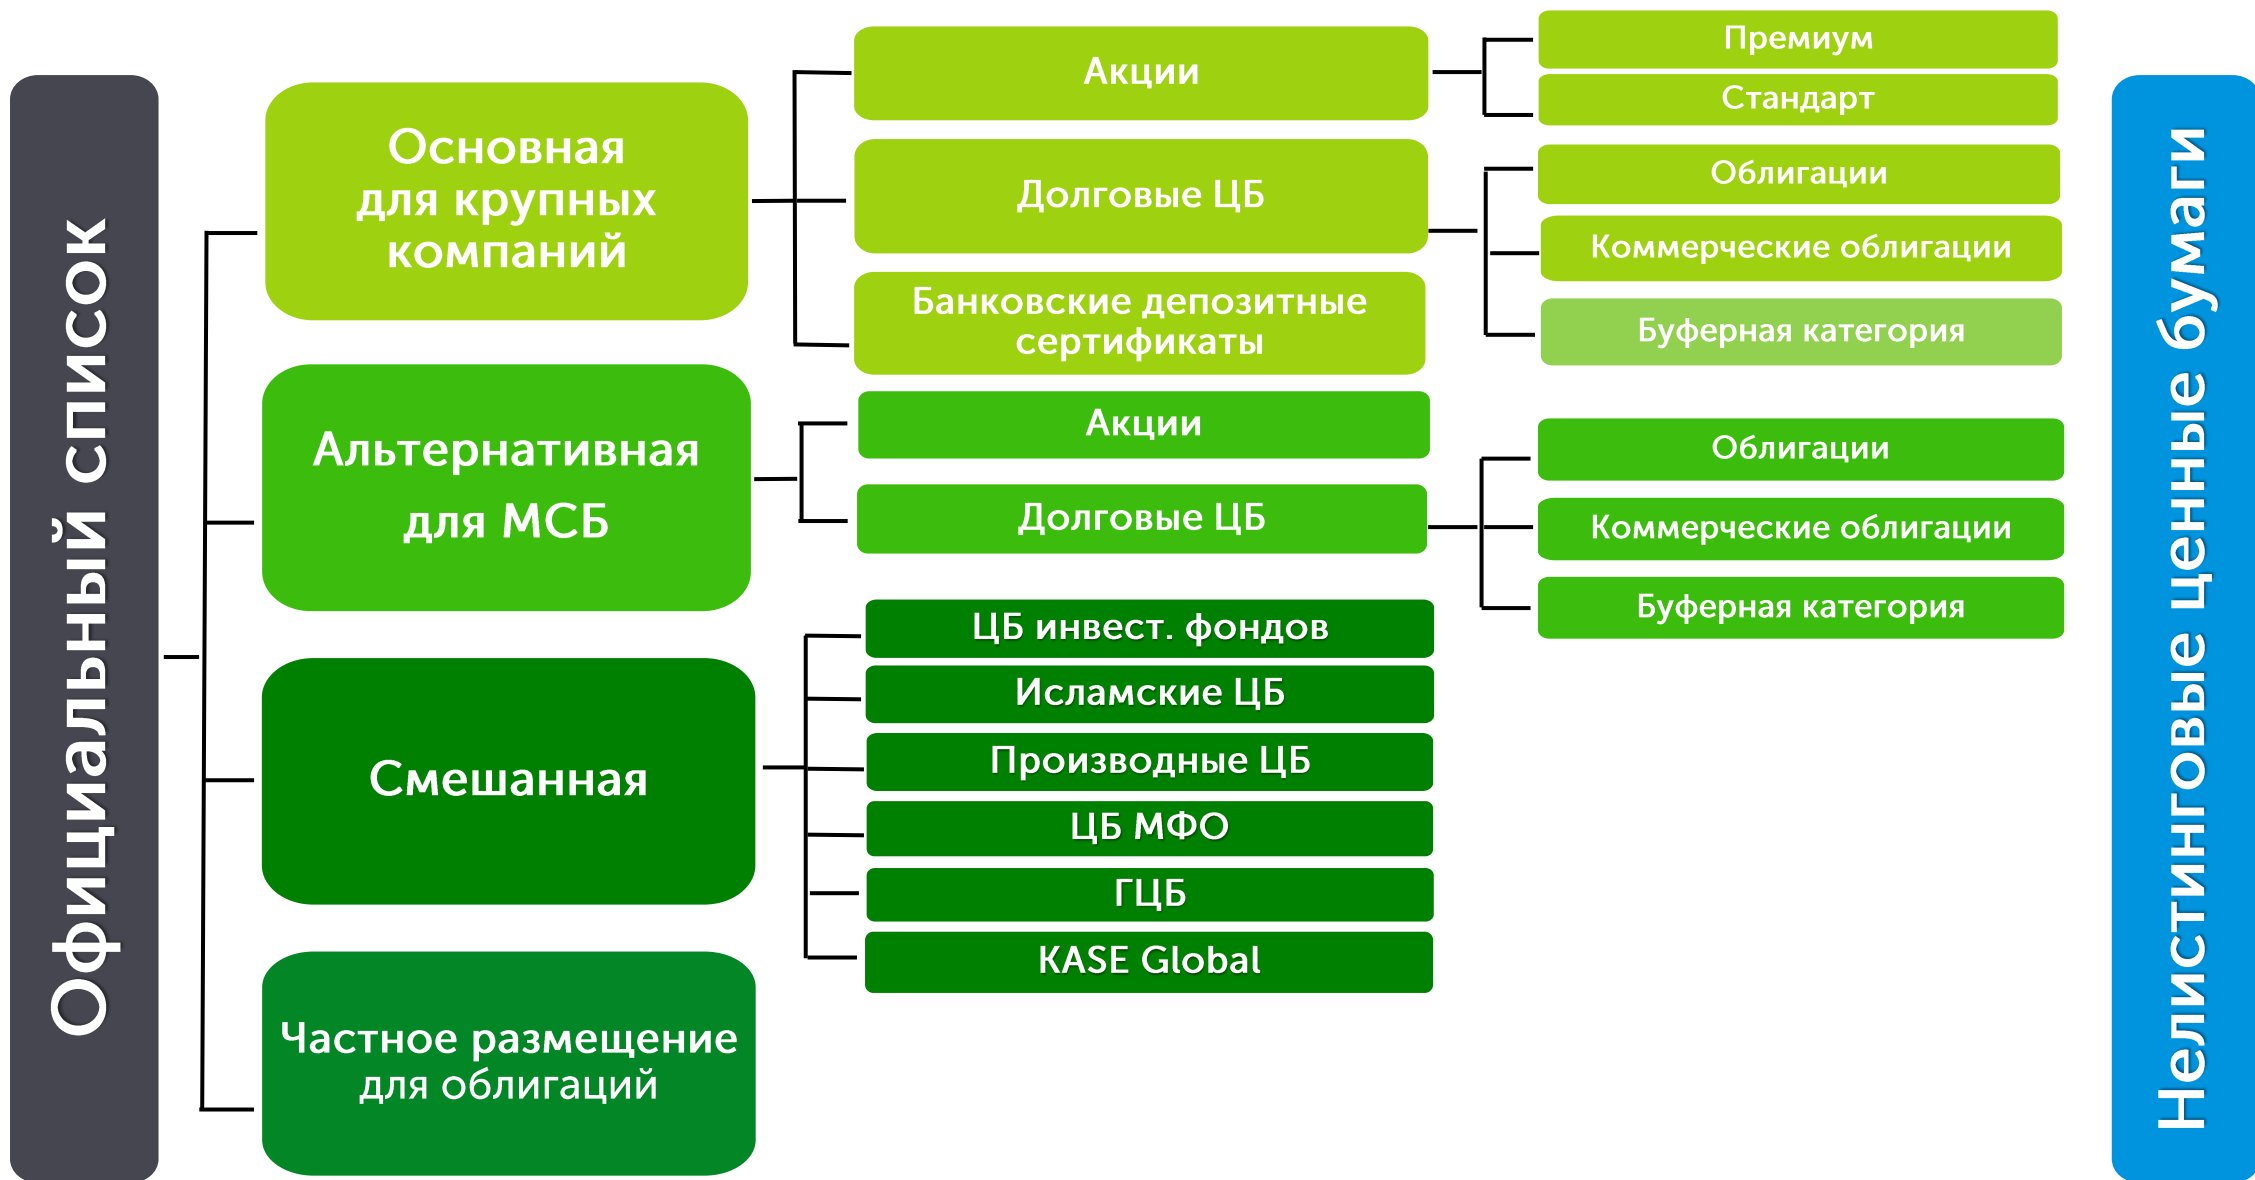 Официальный список
Основная
для крупных
компаний
Акции
Премиум
Стандарт
Долговые ЦБ
Облигации
Коммерческие облигации
Буферная категория
Банковские депозитные
сертификаты
Альтернативная
для МСБ
Акции
Долговые ЦБ
Облигации
Коммерческие облигации
Буферная категория
Смешанная
ЦБ инвест. фондов
Исламские ЦБ
Производные ЦБ
ЦБ МФО
ГЦБ
KASE Global
Частное размещение
для облигаций
Нелистинговые ценные бумаги